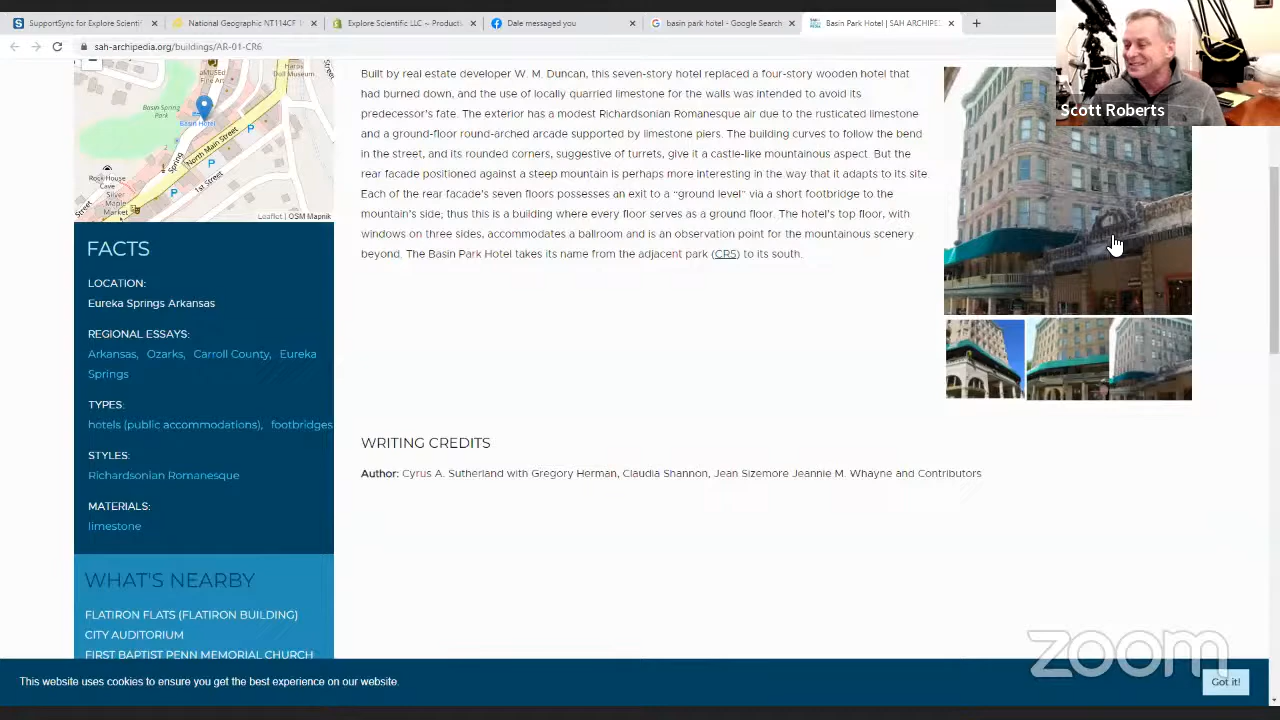 SupportSync for Explore Scientif
National Geographic NT114CF
Explore Scientific LLC ~ Product
Dale messaged you
basin park hotel - Google Search
Basin Park Hotel | SAH ARCHIPE
sah-archipedia.org/buildings/AR-01-CR6
Scott Roberts
Basin Spring
Park
Basin Hotel
Spring
North Main Street
1st Street
Rock House
Cave
Maple
Market
Street
Leaflet | OSM Mapnik
Built by real estate developer W. M. Duncan, this seven-story hotel replaced a four-story wooden hotel that
had burned down, and the use of locally quarried limestone for the walls was intended to avoid its
predecessor's fate. The exterior has a modest Richardsonian Romanesque air due to the rusticated limestone
and a ground-floor round-arched arcade supported by limestone piers. The building curves to follow the bend
in the street, and its rounded corners, suggestive of turrets, give it a castle-like mountainous aspect. But the
rear facade positioned against a steep mountain is perhaps more interesting in the way that it adapts to its site.
Each of the rear facade's seven floors possesses an exit to a “ground level” via a short footbridge to the
mountain's side; thus this is a building where every floor serves as a ground floor. The hotel's top floor, with
windows on three sides, accommodates a ballroom and is an observation point for the mountainous scenery
beyond. The Basin Park Hotel takes its name from the adjacent park (CR5) to its south.
FACTS
LOCATION:
Eureka Springs Arkansas
REGIONAL ESSAYS:
Arkansas, Ozarks, Carroll County, Eureka
Springs
TYPES:
hotels (public accommodations), footbridges
STYLES:
Richardsonian Romanesque
MATERIALS:
limestone
WRITING CREDITS
Author: Cyrus A. Sutherland with Gregory Herman, Claudia Shannon, Jean Sizemore Jeannie M. Whayne and Contributors
WHAT'S NEARBY
FLATIRON FLATS (FLATIRON BUILDING)
CITY AUDITORIUM
FIRST BAPTIST PENN MEMORIAL CHURCH
zoom
This website uses cookies to ensure you get the best experience on our website.
Got it!